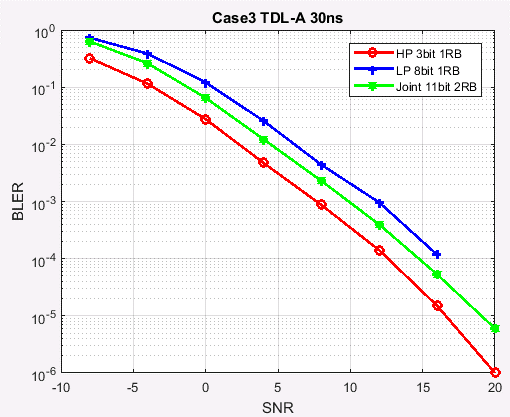 Case3 TDL-A 30ns
HP 3bit 1RB
LP 8bit 1RB
Joint 11bit 2RB
10^0
10^-1
10^-2
10^-3
10^-4
10^-5
10^-6
BLER
-10 -5 0 5 10 15 20
SNR